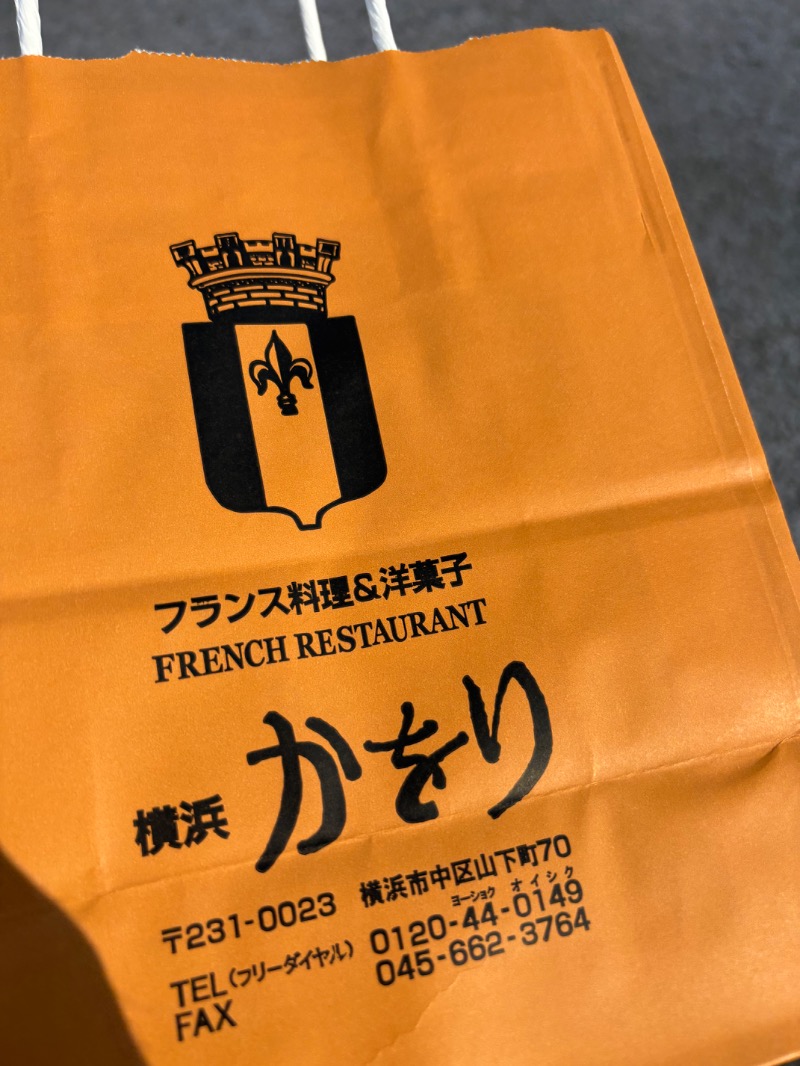 フランス料理&洋菓子
FRENCH RESTAURANT
横浜 かをり
〒231-0023 横浜市中区山下町70
ヨーショク オイシク
TEL(フリーダイヤル) 0120-44-0149
FAX 045-662-3764